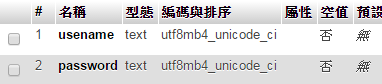 # 名稱 型態 編碼與排序 屬性 空值 預設
1 usename text utf8mb4_unicode_ci 否 無
2 password text utf8mb4_unicode_ci 否 無